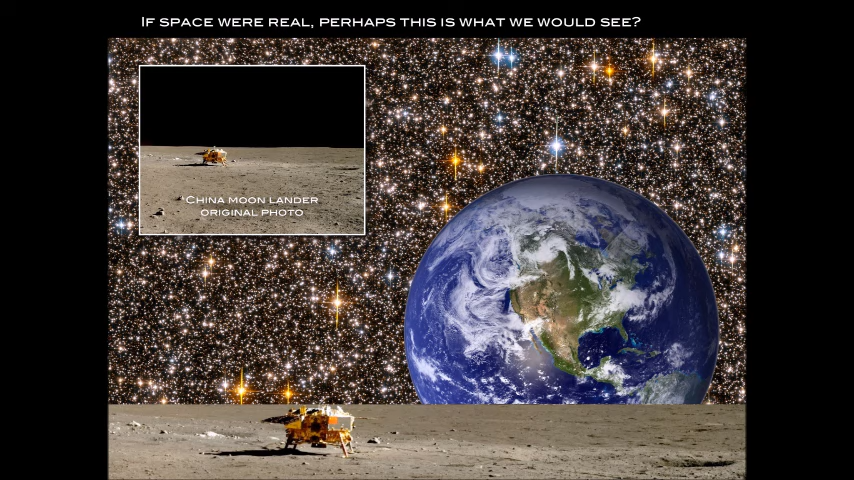 If space were real, perhaps this is what we would see?
*China moon lander
original photo